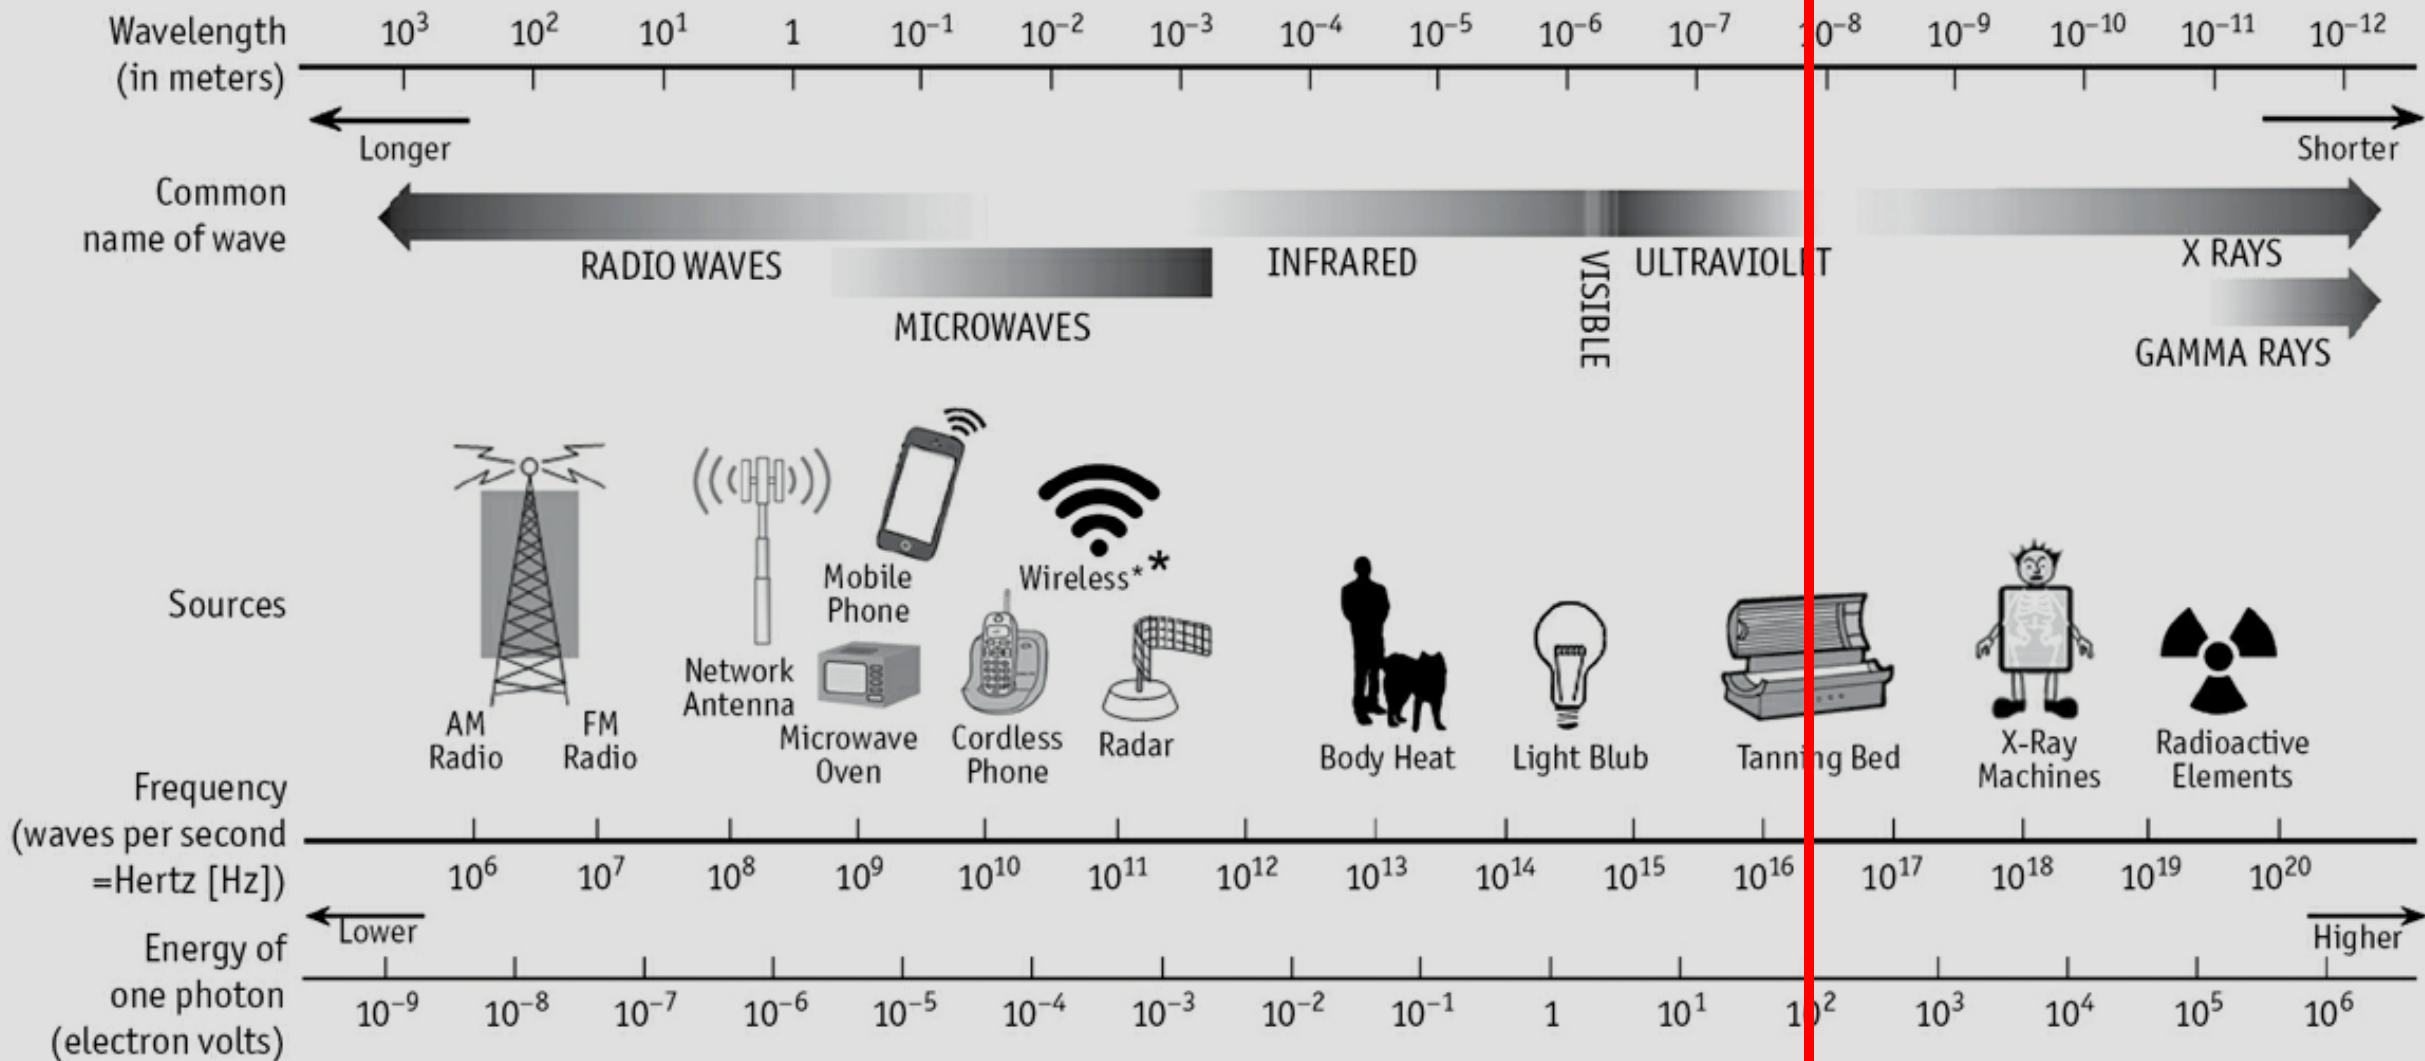 Wavelength 10³ 10² 10¹ 1 10⁻¹ 10⁻² 10⁻³ 10⁻⁴ 10⁻⁵ 10⁻⁶ 10⁻⁷ 10⁻⁸ 10⁻⁹ 10⁻¹⁰ 10⁻¹¹ 10⁻¹²
(in meters)
Longer Shorter
Common
name of wave
RADIO WAVES INFRARED VISIBLE ULTRAVIOLET X RAYS
MICROWAVES GAMMA RAYS
Sources
AM
Radio
FM
Radio
Network
Antenna
Mobile
Phone
Microwave
Oven
Wireless* *
Cordless
Phone
Radar
Body Heat
Light Blub
Tanning Bed
X-Ray
Machines
Radioactive
Elements
Frequency
(waves per second
=Hertz [Hz]) 10⁶ 10⁷ 10⁸ 10⁹ 10¹⁰ 10¹¹ 10¹² 10¹³ 10¹⁴ 10¹⁵ 10¹⁶ 10¹⁷ 10¹⁸ 10¹⁹ 10²⁰
Lower Higher
Energy of
one photon
(electron volts) 10⁻⁹ 10⁻⁸ 10⁻⁷ 10⁻⁶ 10⁻⁵ 10⁻⁴ 10⁻³ 10⁻² 10⁻¹ 1 10¹ 10² 10³ 10⁴ 10⁵ 10⁶